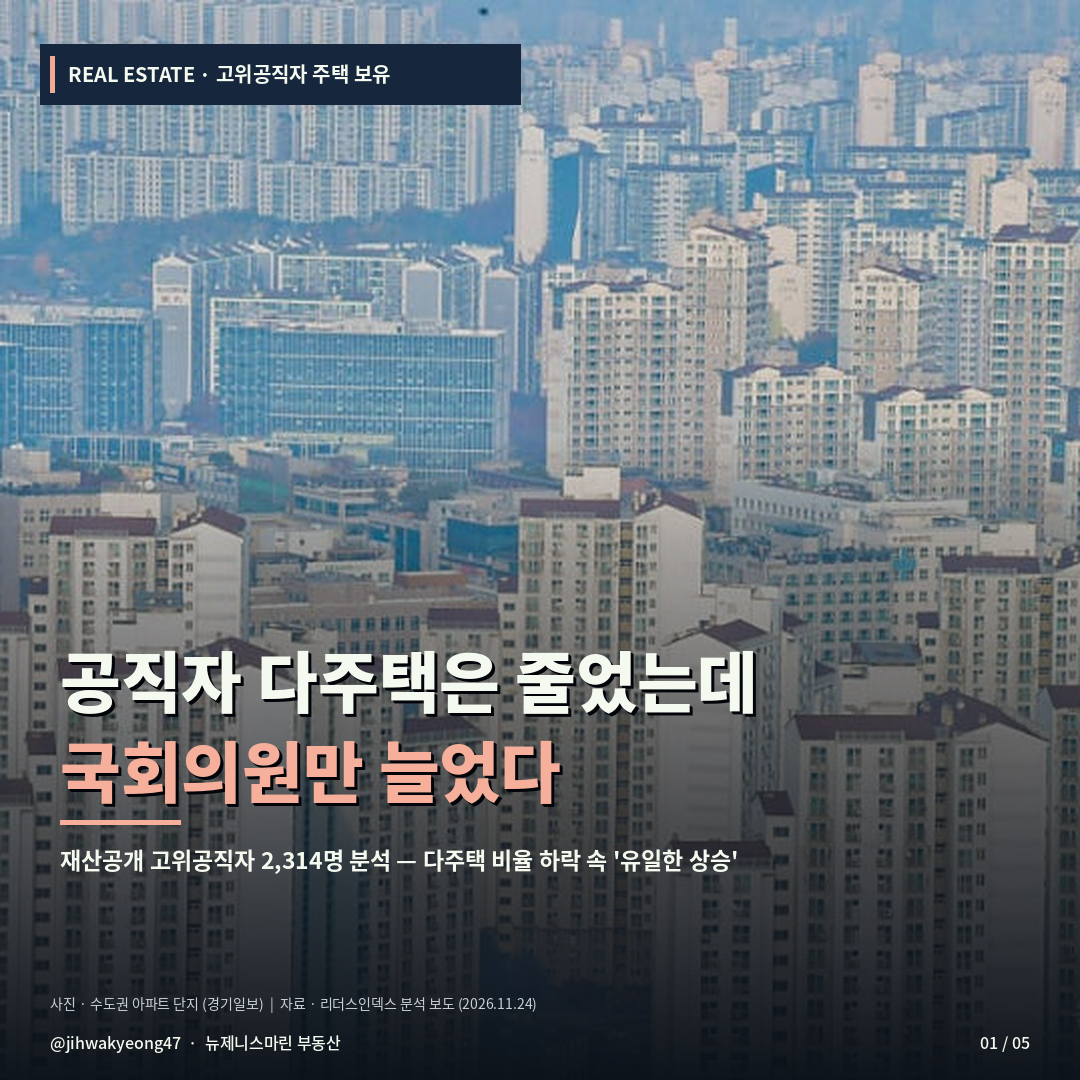 REAL ESTATE · 고위공직자 주택 보유
공직자 다주택은 줄었는데
국회의원만 늘었다
재산공개 고위공직자 2,314명 분석 — 다주택 비율 하락 속 '유일한 상승'
사진 · 수도권 아파트 단지 (경기일보) | 자료 · 리더스인덱스 분석 보도 (2026.11.24)
@jihwakyeong47 · 뉴제니스마린 부동산
01 / 05